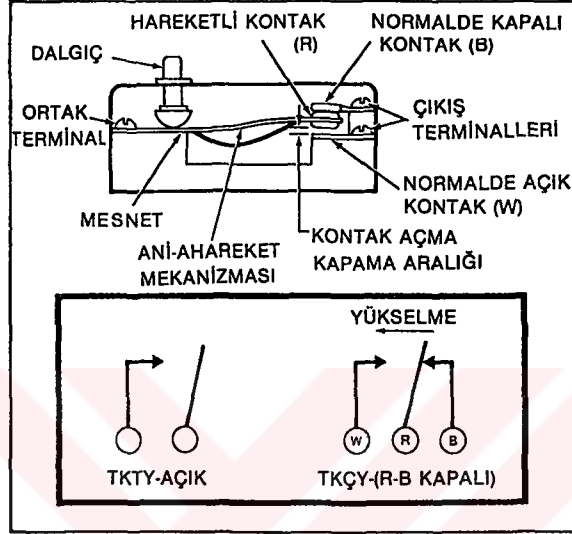 HAREKETLİ KONTAK
(R)
NORMALDE KAPALI
KONTAK (B)
DALGIÇ
ORTAK
TERMİNAL
ÇIKIŞ
TERMİNALLERİ
NORMALDE AÇIK
KONTAK (W)
MESNET
ANİ-AHAREKET
MEKANİZMASI
KONTAK AÇMA
KAPAMA ARALIĞI
YÜKSELME
W
R
B
TKTY-AÇIK
TKÇY-(R-B KAPALI)